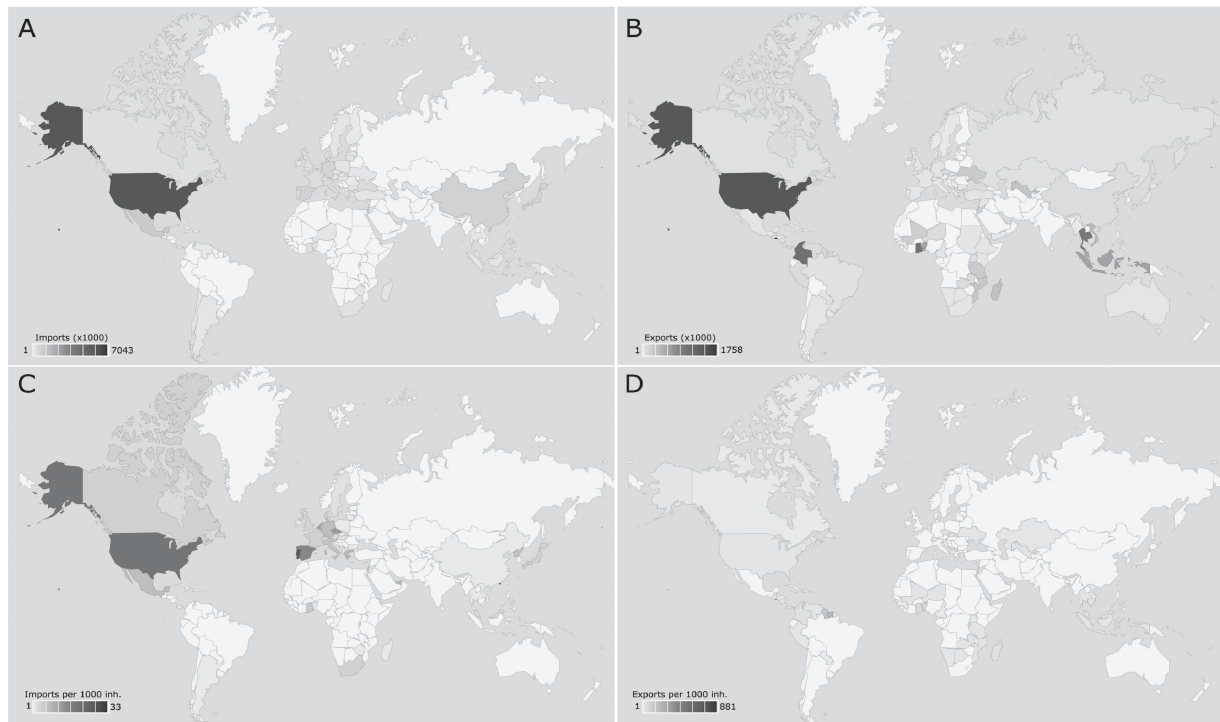 A
Imports (x1000)
1 7043
B
Exports (x1000)
1 1758
C
Imports per 1000 inh.
1 33
D
Exports per 1000 inh.
1 881